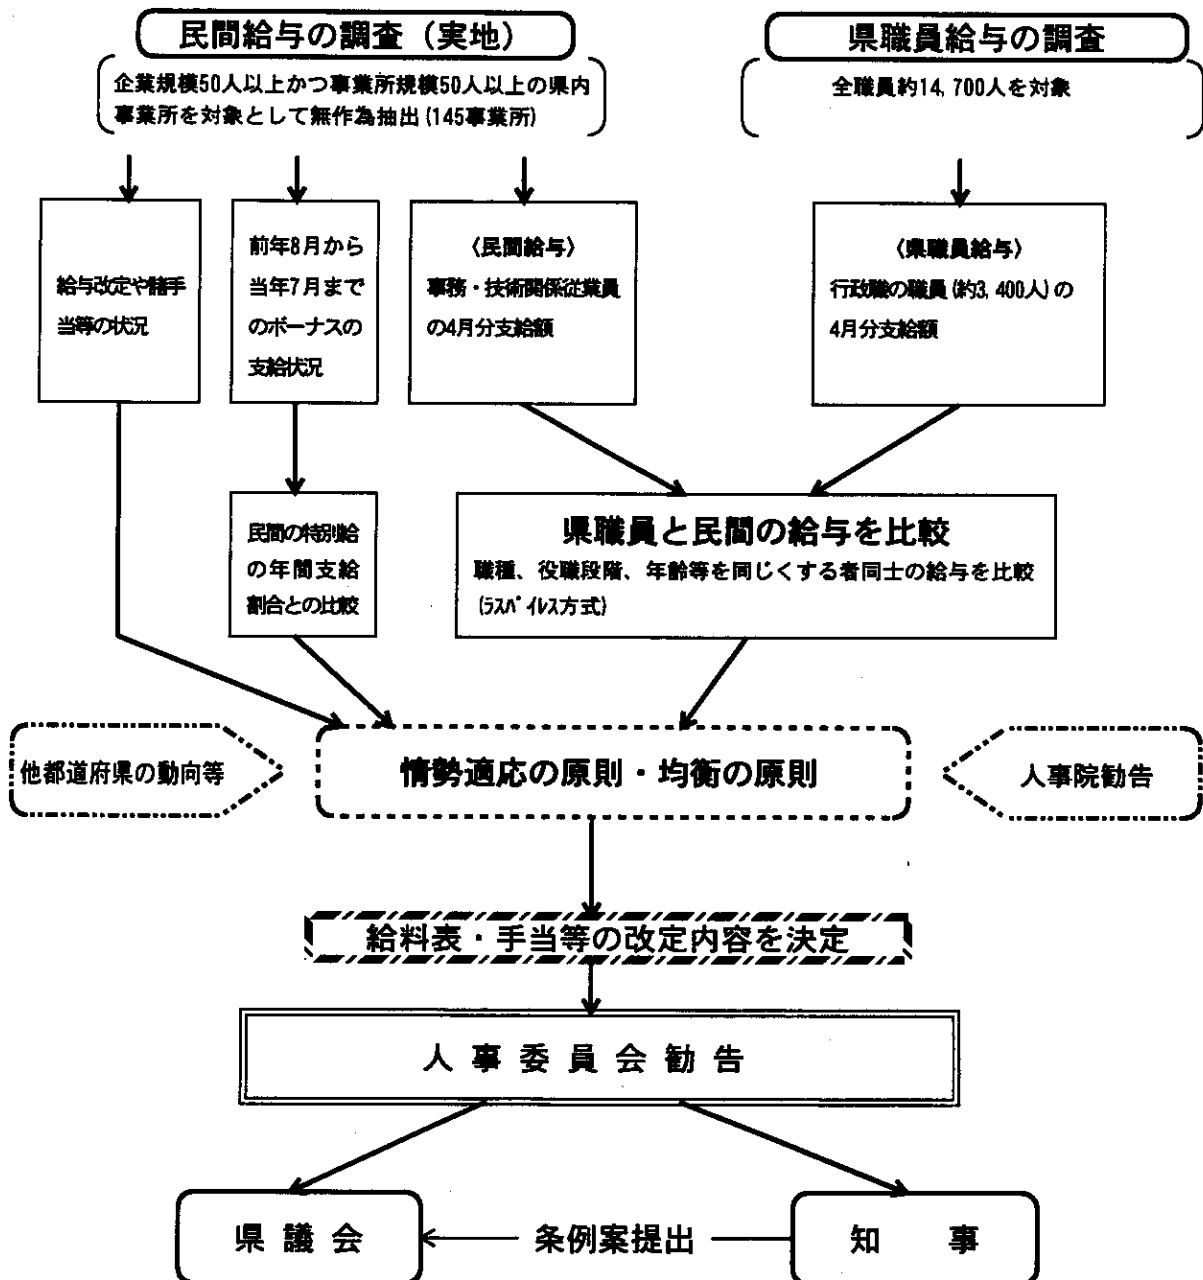 民間給与の調査（実地）
企業規模50人以上かつ事業所規模50人以上の県内
事業所を対象として無作為抽出(145事業所)
県職員給与の調査
全職員約14,700人を対象
給与改定や諸手
当等の状況
前年8月から
当年7月まで
のボーナスの
支給状況
〈民間給与〉
事務・技術関係従業員
の4月分支給額
〈県職員給与〉
行政職の職員(約3,400人)の
4月分支給額
民間の特別給
の年間支給
割合との比較
県職員と民間の給与を比較
職種、役職段階、年齢等を同じくする者同士の給与を比較
(ﾗｽﾊﾟｲﾚｽ方式)
他都道府県の動向等
情勢適応の原則・均衡の原則
人事院勧告
給料表・手当等の改定内容を決定
人事委員会勧告
県議会
条例案提出
知　事